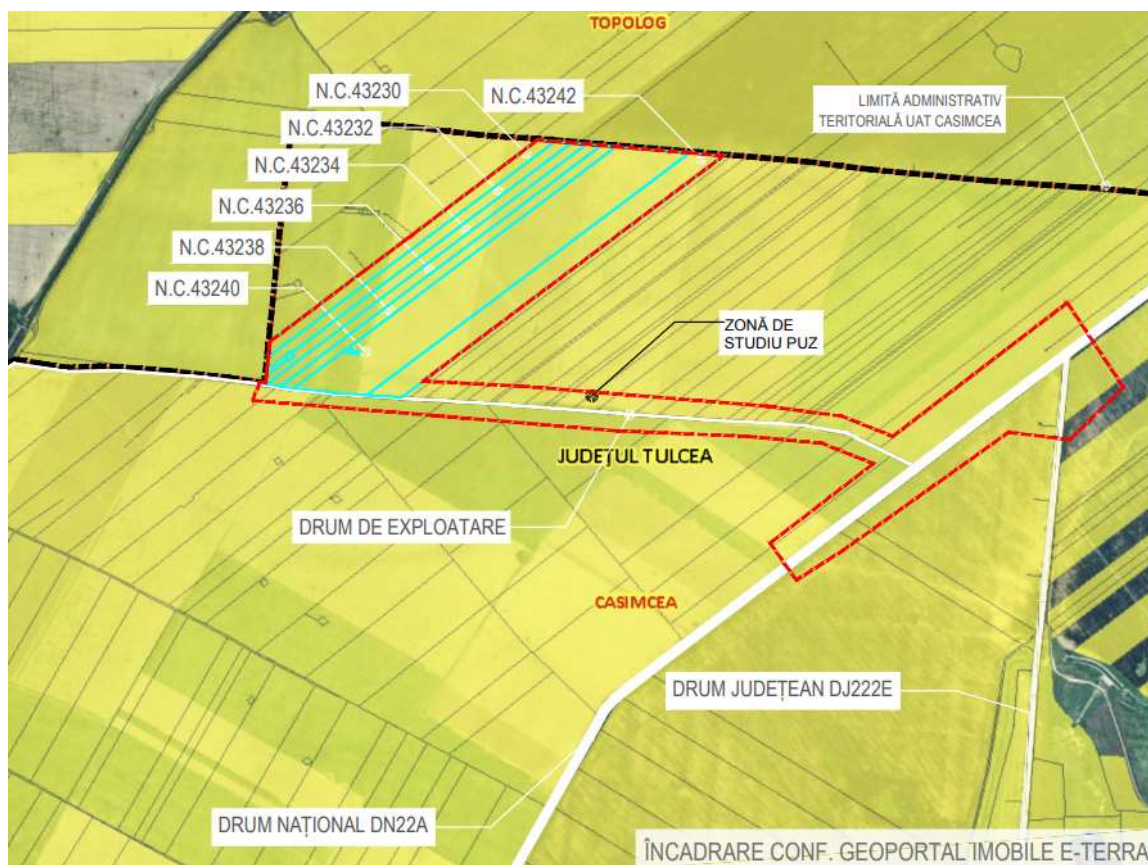 TOPOLOG
N.C.43230
N.C.43242
LIMITĂ ADMINISTRATIV
TERITORIALĂ UAT CASIMCEA
N.C.43232
N.C.43234
N.C.43236
N.C.43238
N.C.43240
ZONĂ DE
STUDIU PUZ
JUDEȚUL TULCEA
DRUM DE EXPLOATARE
CASIMCEA
DRUM JUDEȚEAN DJ222E
DRUM NAȚIONAL DN22A
ÎNCADRARE CONF. GEOPORTAL IMOBILE E-TERRA